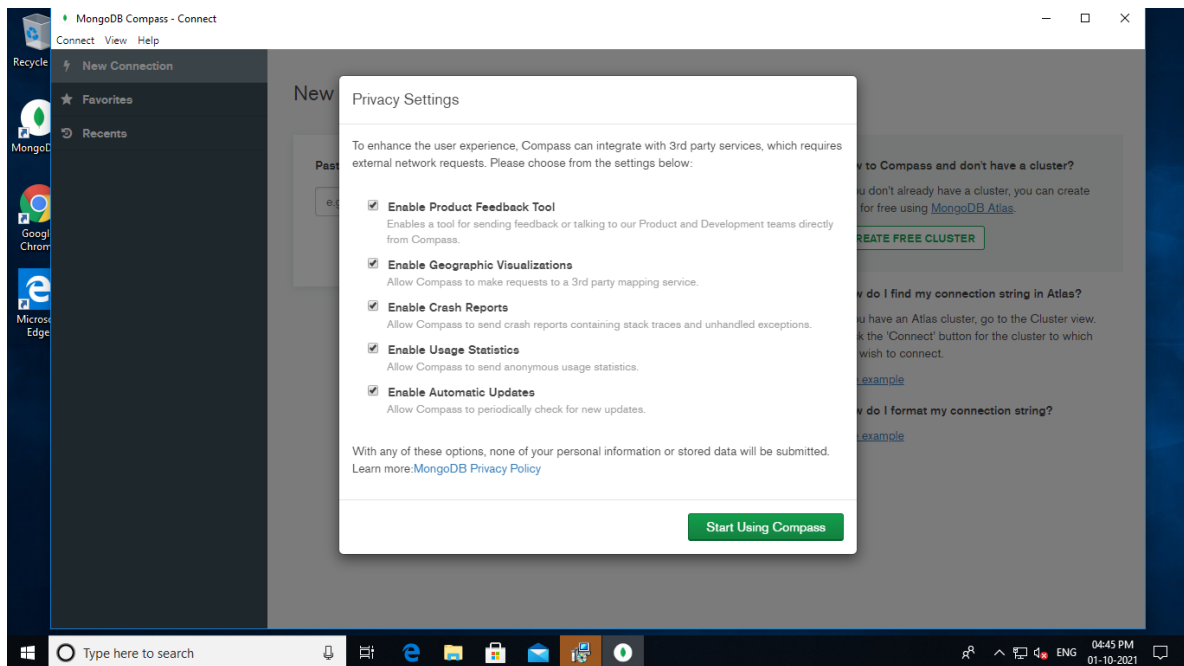 MongoDB Compass - Connect
Connect View Help
Recycle
New Connection
Favorites
Recents
New
Privacy Settings
To enhance the user experience, Compass can integrate with 3rd party services, which requires
external network requests. Please choose from the settings below:
Enable Product Feedback Tool
Enables a tool for sending feedback or talking to our Product and Development teams directly
from Compass.
Enable Geographic Visualizations
Allow Compass to make requests to a 3rd party mapping service.
Enable Crash Reports
Allow Compass to send crash reports containing stack traces and unhandled exceptions.
Enable Usage Statistics
Allow Compass to send anonymous usage statistics.
Enable Automatic Updates
Allow Compass to periodically check for new updates.
With any of these options, none of your personal information or stored data will be submitted.
Learn more:MongoDB Privacy Policy
Start Using Compass
Past
e.g
w to Compass and don't have a cluster?
u don't already have a cluster, you can create
for free using MongoDB Atlas.
REATE FREE CLUSTER
w do I find my connection string in Atlas?
u have an Atlas cluster, go to the Cluster view.
k the 'Connect' button for the cluster to which
wish to connect.
example
w do I format my connection string?
example
MongoD
Googl
Chrom
Microso
Edge
Type here to search
ENG
04:45 PM
01-10-2021